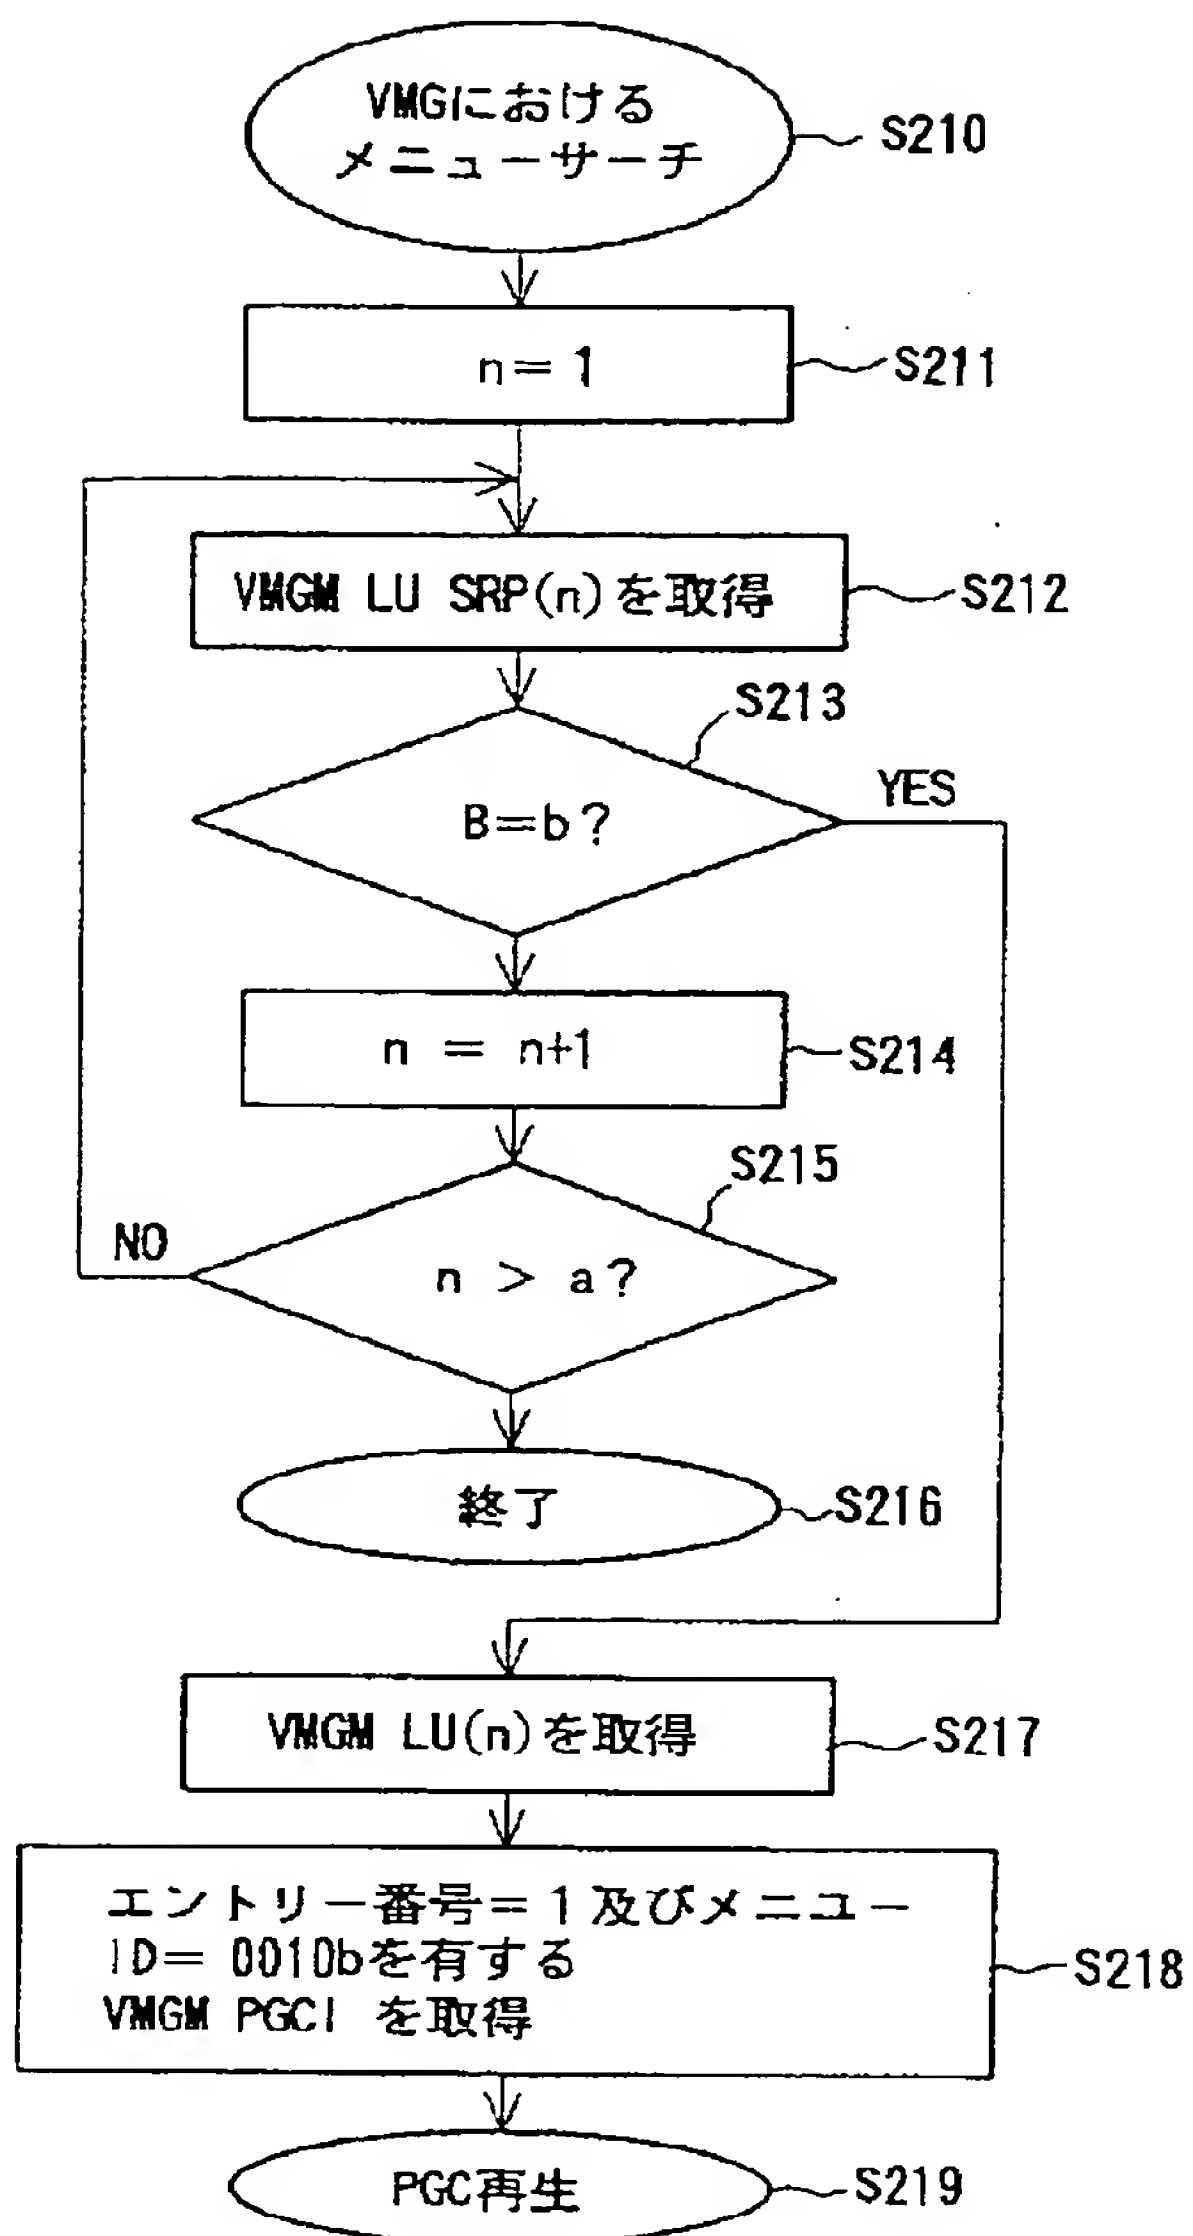 VMGにおける
メニューサーチ
S210
n=1
S211
VMGM LU SRP(n)を取得
S212
S213
B=b?
YES
n = n+1
S214
S215
NO
n > a?
終了
S216
VMGM LU(n)を取得
S217
エントリー番号=1及びメニュー
ID=0010bを有する
VMGM PGCI を取得
S218
PGC再生
S219